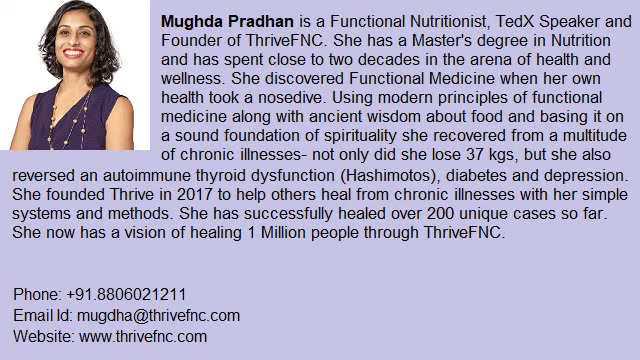 Mughda Pradhan is a Functional Nutritionist, TedX Speaker and
Founder of ThriveFNC. She has a Master's degree in Nutrition
and has spent close to two decades in the arena of health and
wellness. She discovered Functional Medicine when her own
health took a nosedive. Using modern principles of functional
medicine along with ancient wisdom about food and basing it on
a sound foundation of spirituality she recovered from a multitude
of chronic illnesses- not only did she lose 37 kgs, but she also
reversed an autoimmune thyroid dysfunction (Hashimotos), diabetes and depression.
She founded Thrive in 2017 to help others heal from chronic illnesses with her simple
systems and methods. She has successfully healed over 200 unique cases so far.
She now has a vision of healing 1 Million people through ThriveFNC.
Phone: +91.8806021211
Email Id: mugdha@thrivefnc.com
Website: www.thrivefnc.com